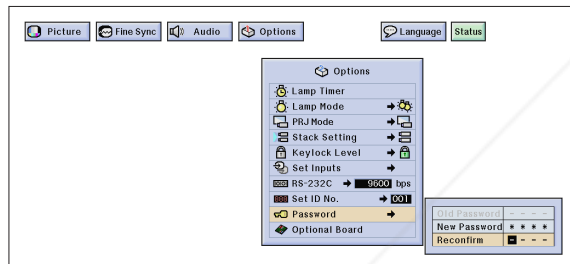 Picture Fine Sync Audio Options Language Status
Options
Lamp Timer
Lamp Mode
PRJ Mode
Stack Setting
Keylock Level
Set Inputs
RS-232C 9600 bps
Set ID No. 001
Password
Optional Board
Old Password - - - -
New Password * * * *
Reconfirm - - - -